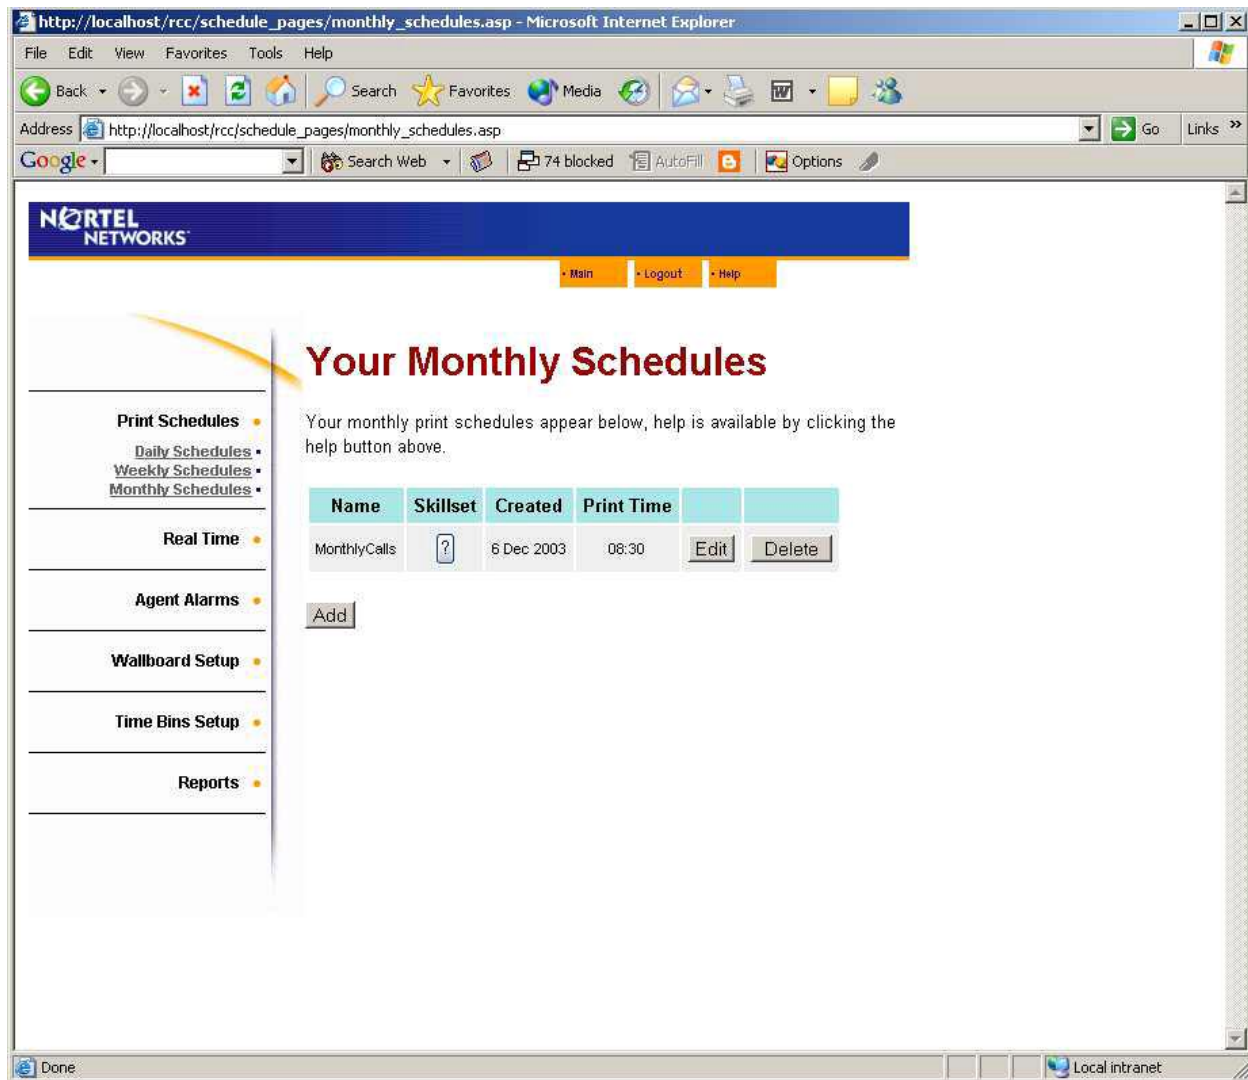 http://localhost/rcc/schedule_pages/monthly_schedules.asp - Microsoft Internet Explorer
File Edit View Favorites Tools Help
Back Search Favorites Media
Address http://localhost/rcc/schedule_pages/monthly_schedules.asp Go Links »
Google Search Web 74 blocked AutoFill Options
NORTEL
NETWORKS
Main Logout Help
Your Monthly Schedules
Print Schedules
Daily Schedules
Weekly Schedules
Monthly Schedules
Real Time
Agent Alarms
Wallboard Setup
Time Bins Setup
Reports
Your monthly print schedules appear below, help is available by clicking the
help button above.
Name Skillset Created Print Time
MonthlyCalls ? 6 Dec 2003 08:30 Edit Delete
Add
Done Local intranet